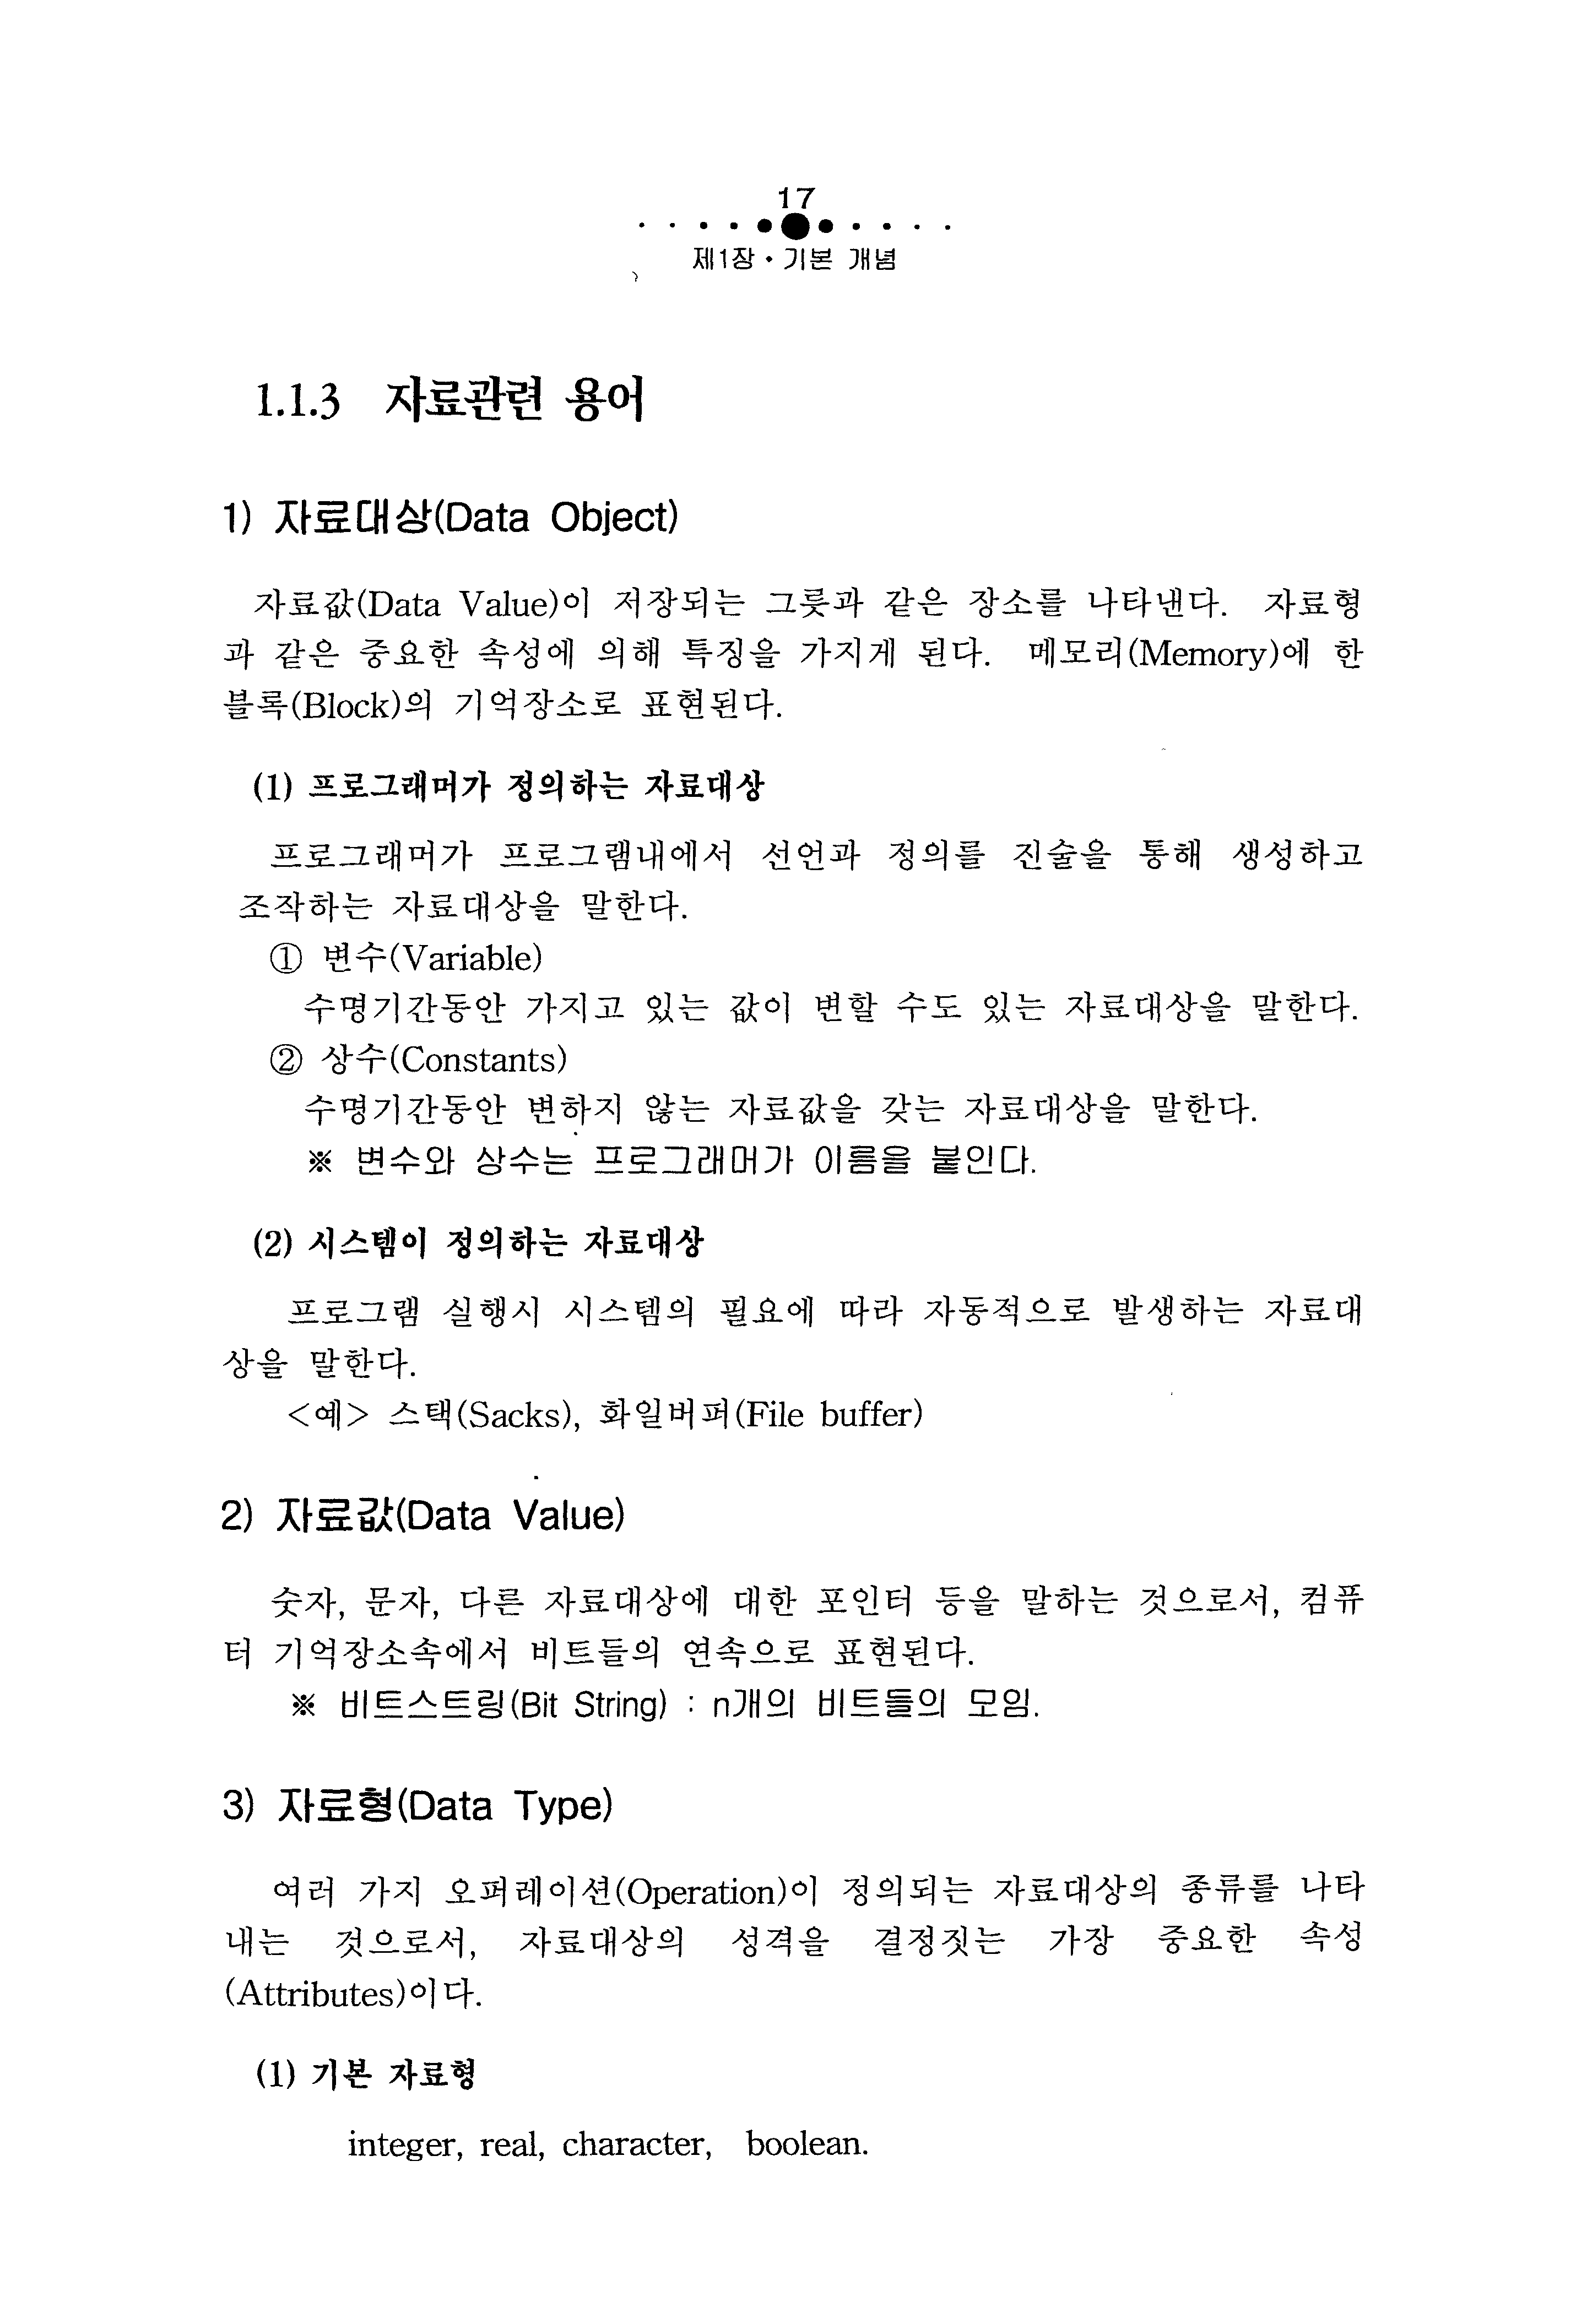 17
제1장・기본 개념
1.1.3 자료관련 용어
1) 자료대상(Data Object)
자료값(Data Value)이 저장되는 그릇과 같은 장소를 나타낸다. 자료형
과 같은 중요한 속성에 의해 특징을 가지게 된다. 메모리(Memory)에 한
블록(Block)의 기억장소로 표현된다.
(1) 프로그래머가 정의하는 자료대상
프로그래머가 프로그램내에서 선언과 정의를 진술을 통해 생성하고
조작하는 자료대상을 말한다.
① 변수(Variable)
수명기간동안 가지고 있는 값이 변할 수도 있는 자료대상을 말한다.
② 상수(Constants)
수명기간동안 변하지 않는 자료값을 갖는 자료대상을 말한다.
※ 변수와 상수는 프로그래머가 이름을 붙인다.
(2) 시스템이 정의하는 자료대상
프로그램 실행시 시스템의 필요에 따라 자동적으로 발생하는 자료대
상을 말한다.
<예> 스택(Sacks), 화일버퍼(File buffer)
2) 자료값(Data Value)
숫자, 문자, 다른 자료대상에 대한 포인터 등을 말하는 것으로서, 컴퓨
터 기억장소속에서 비트들의 연속으로 표현된다.
※ 비트스트링(Bit String) : n개의 비트들의 모임.
3) 자료형(Data Type)
여러 가지 오퍼레이션(Operation)이 정의되는 자료대상의 종류를 나타
내는 것으로서, 자료대상의 성격을 결정짓는 가장 중요한 속성
(Attributes)이다.
(1) 기본 자료형
integer, real, character, boolean.